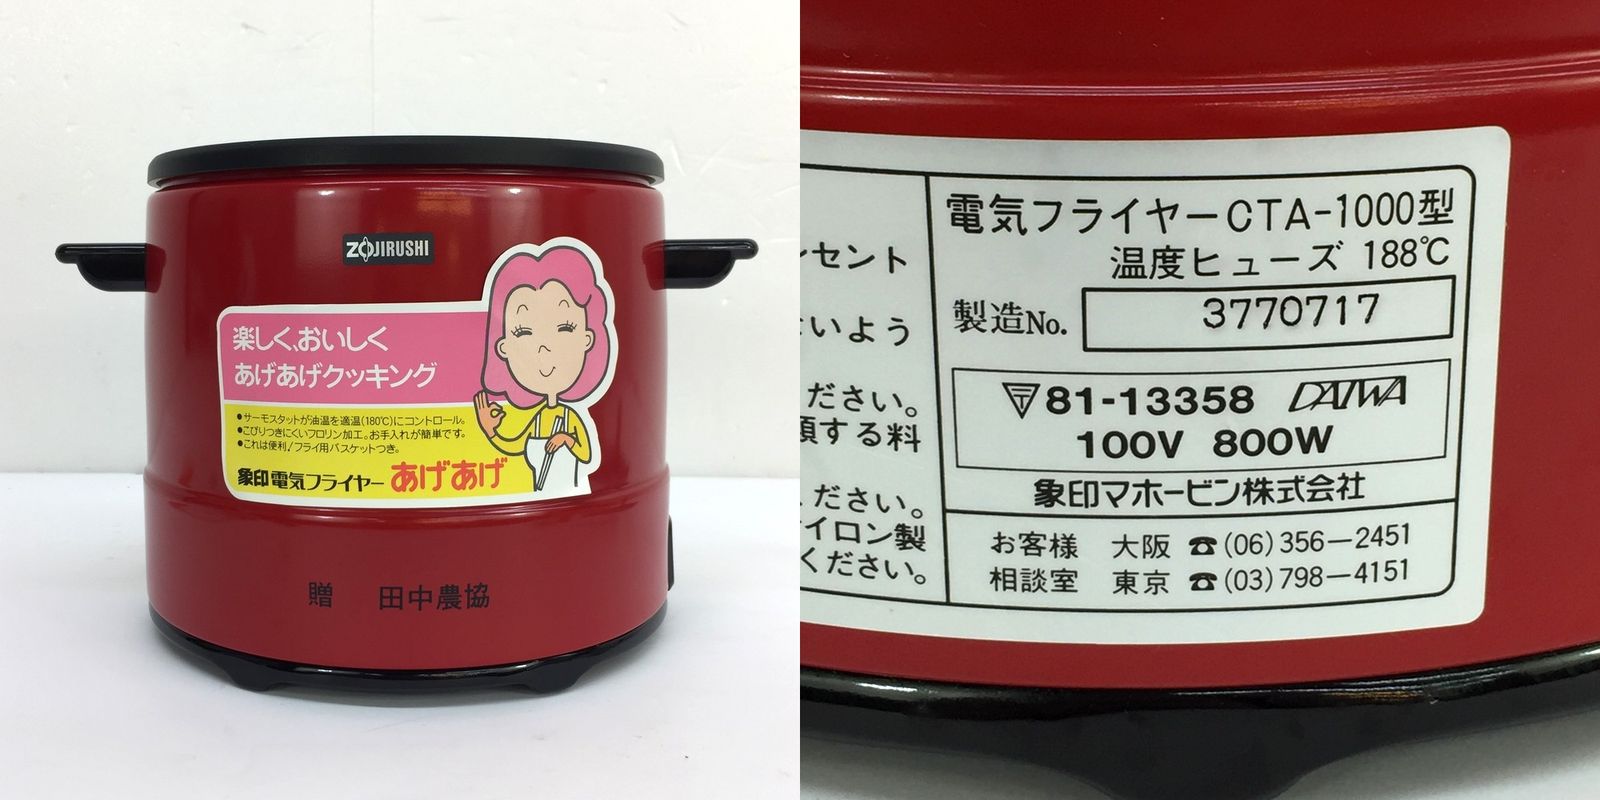 ZOJIRUSHI
楽しく、おいしく
あげあげクッキング
●サーモスタットが油温を適温(180℃)にコントロール。
●こびりつきにくいフロリン加工。お手入れが簡単です。
●これは便利!フライ用バスケットつき。
象印電気フライヤー あげあげ
贈 田中農協
セント
いよう
ださい。
する料
ださい。
イロン製
ください。
電気フライヤーCTA-1000型
温度ヒューズ 188℃
製造No. 3770717
〒81-13358 DAIWA
100V 800W
象印マホービン株式会社
お客様 大阪 ☎(06)356-2451
相談室 東京 ☎(03)798-4151